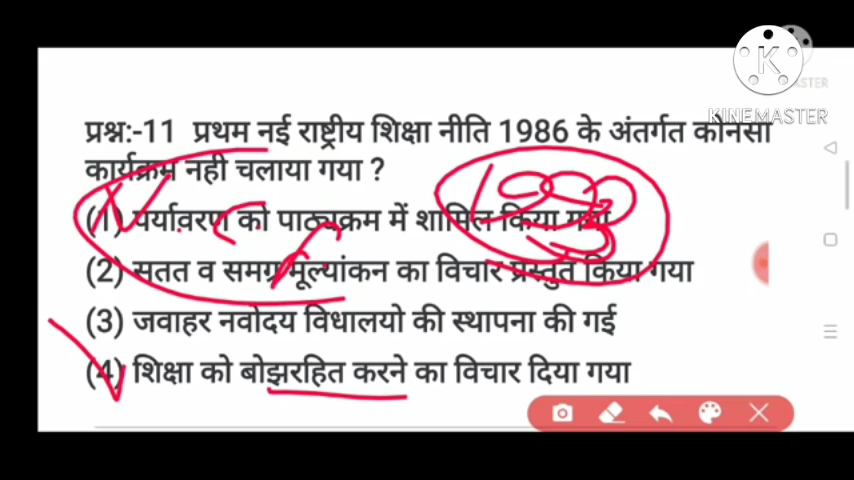 K
KINEMASTER
प्रश्न:-11 प्रथम नई राष्ट्रीय शिक्षा नीति 1986 के अंतर्गत कौनसा
कार्यक्रम नही चलाया गया ?
(1) पर्यावरण को पाठ्यक्रम में शामिल किया गया
(2) सतत व समग्र मूल्यांकन का विचार प्रस्तुत किया गया
(3) जवाहर नवोदय विधालयो की स्थापना की गई
(4) शिक्षा को बोझरहित करने का विचार दिया गया